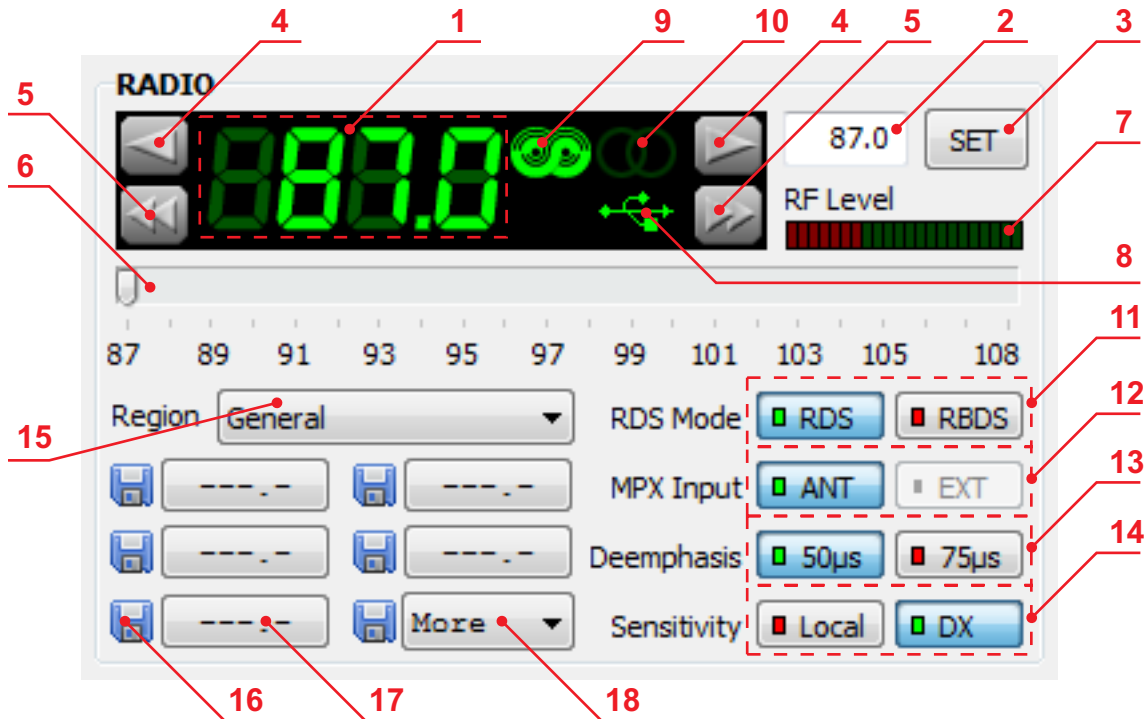 4 1 9 10 4 5 2 3
RADIO
5
87.0
87.0 SET
7
6
RF Level
8
87 89 91 93 95 97 99 101 103 105 108
11
Region General RDS Mode RDS RBDS
12
15
---.- ---.- MPX Input ANT EXT
13
---.- ---.- Deemphasis 50µs 75µs
14
---.- More Sensitivity Local DX
16 17 18